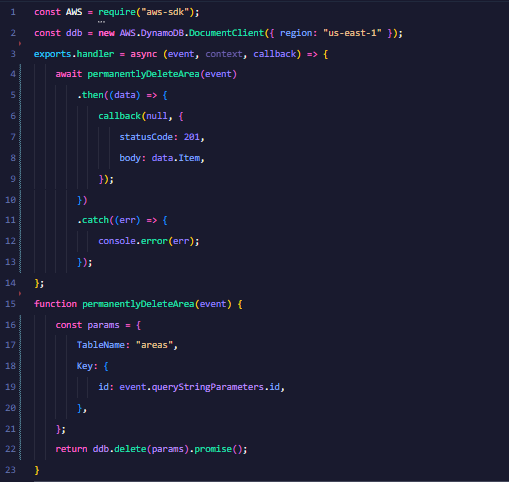 1 const AWS = require("aws-sdk");
2 const ddb = new AWS.DynamoDB.DocumentClient({ region: "us-east-1" });
3 exports.handler = async (event, context, callback) => {
4     await permanentlyDeleteArea(event)
5         .then((data) => {
6             callback(null, {
7                 statusCode: 201,
8                 body: data.Item,
9             });
10         })
11         .catch((err) => {
12             console.error(err);
13         });
14 };
15 function permanentlyDeleteArea(event) {
16     const params = {
17         TableName: "areas",
18         Key: {
19             id: event.queryStringParameters.id,
20         },
21     };
22     return ddb.delete(params).promise();
23 }